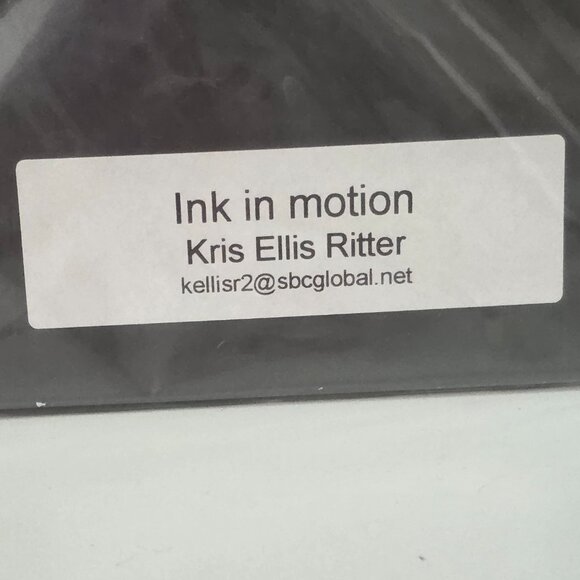 Ink in motion
Kris Ellis Ritter
kellisr2@sbcglobal.net